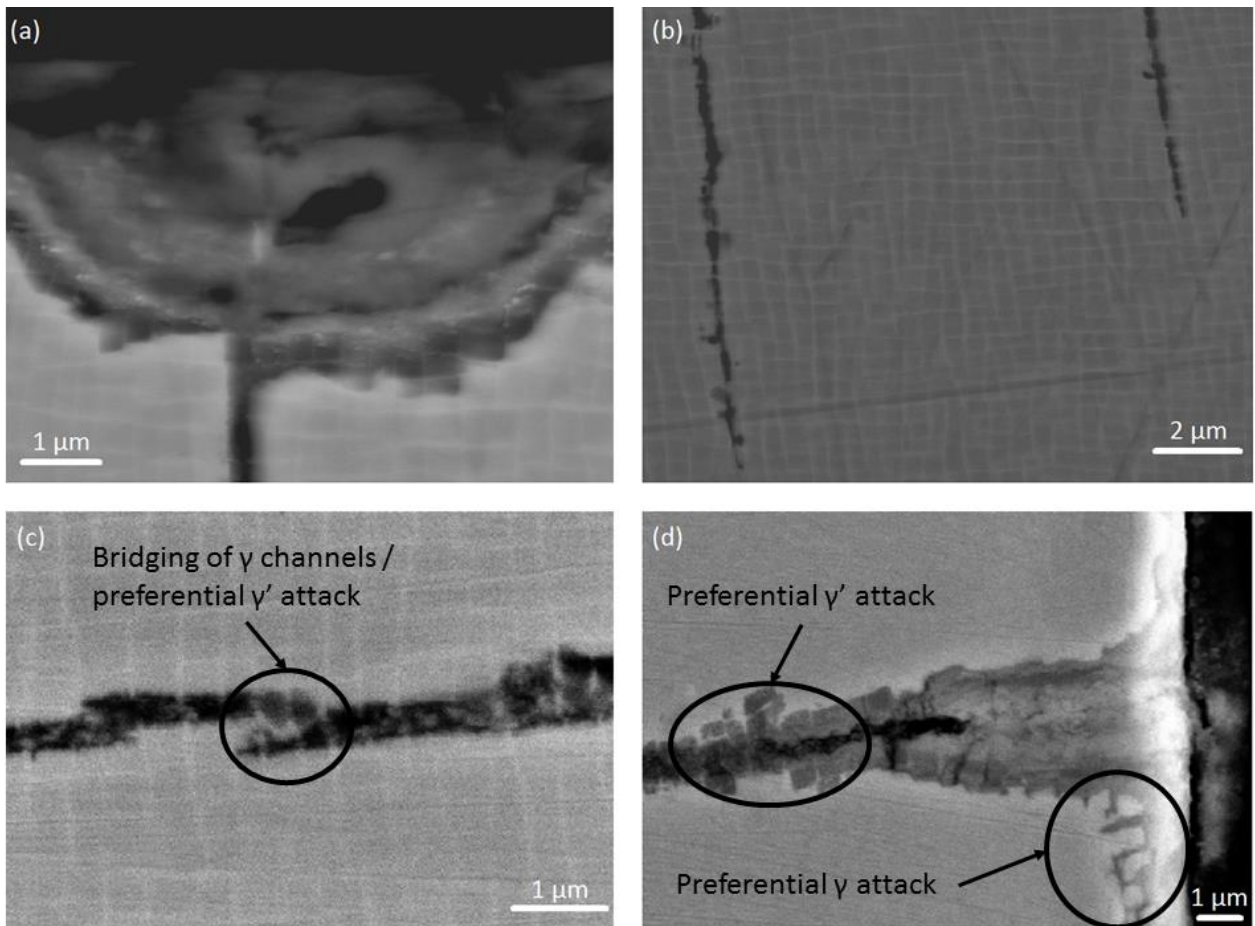 (a)
1 μm
(b)
2 μm
(c)
Bridging of γ channels /
preferential γ’ attack
1 μm
(d)
Preferential γ’ attack
Preferential γ attack
1 μm